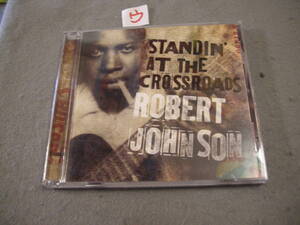 STANDIN'
AT THE
CROSSROADS
ROBERT
JOHNSON